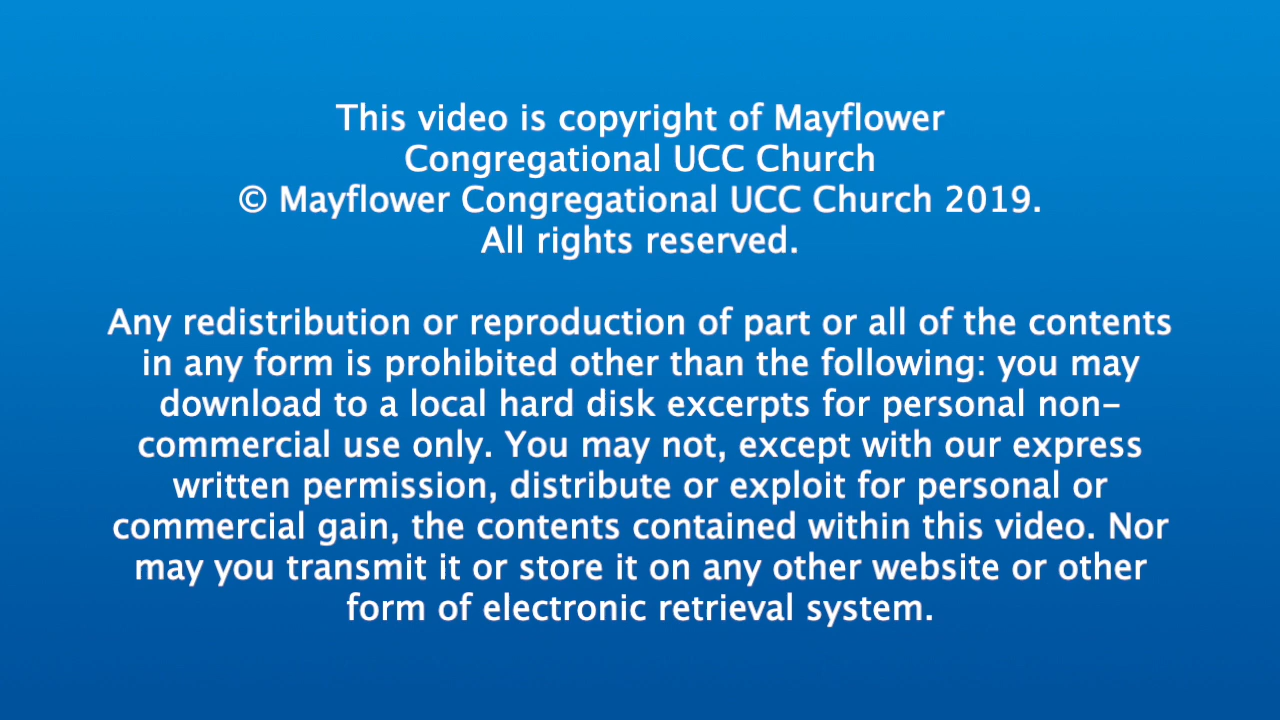 This video is copyright of Mayflower
Congregational UCC Church
© Mayflower Congregational UCC Church 2019.
All rights reserved.
Any redistribution or reproduction of part or all of the contents
in any form is prohibited other than the following: you may
download to a local hard disk excerpts for personal non-
commercial use only. You may not, except with our express
written permission, distribute or exploit for personal or
commercial gain, the contents contained within this video. Nor
may you transmit it or store it on any other website or other
form of electronic retrieval system.